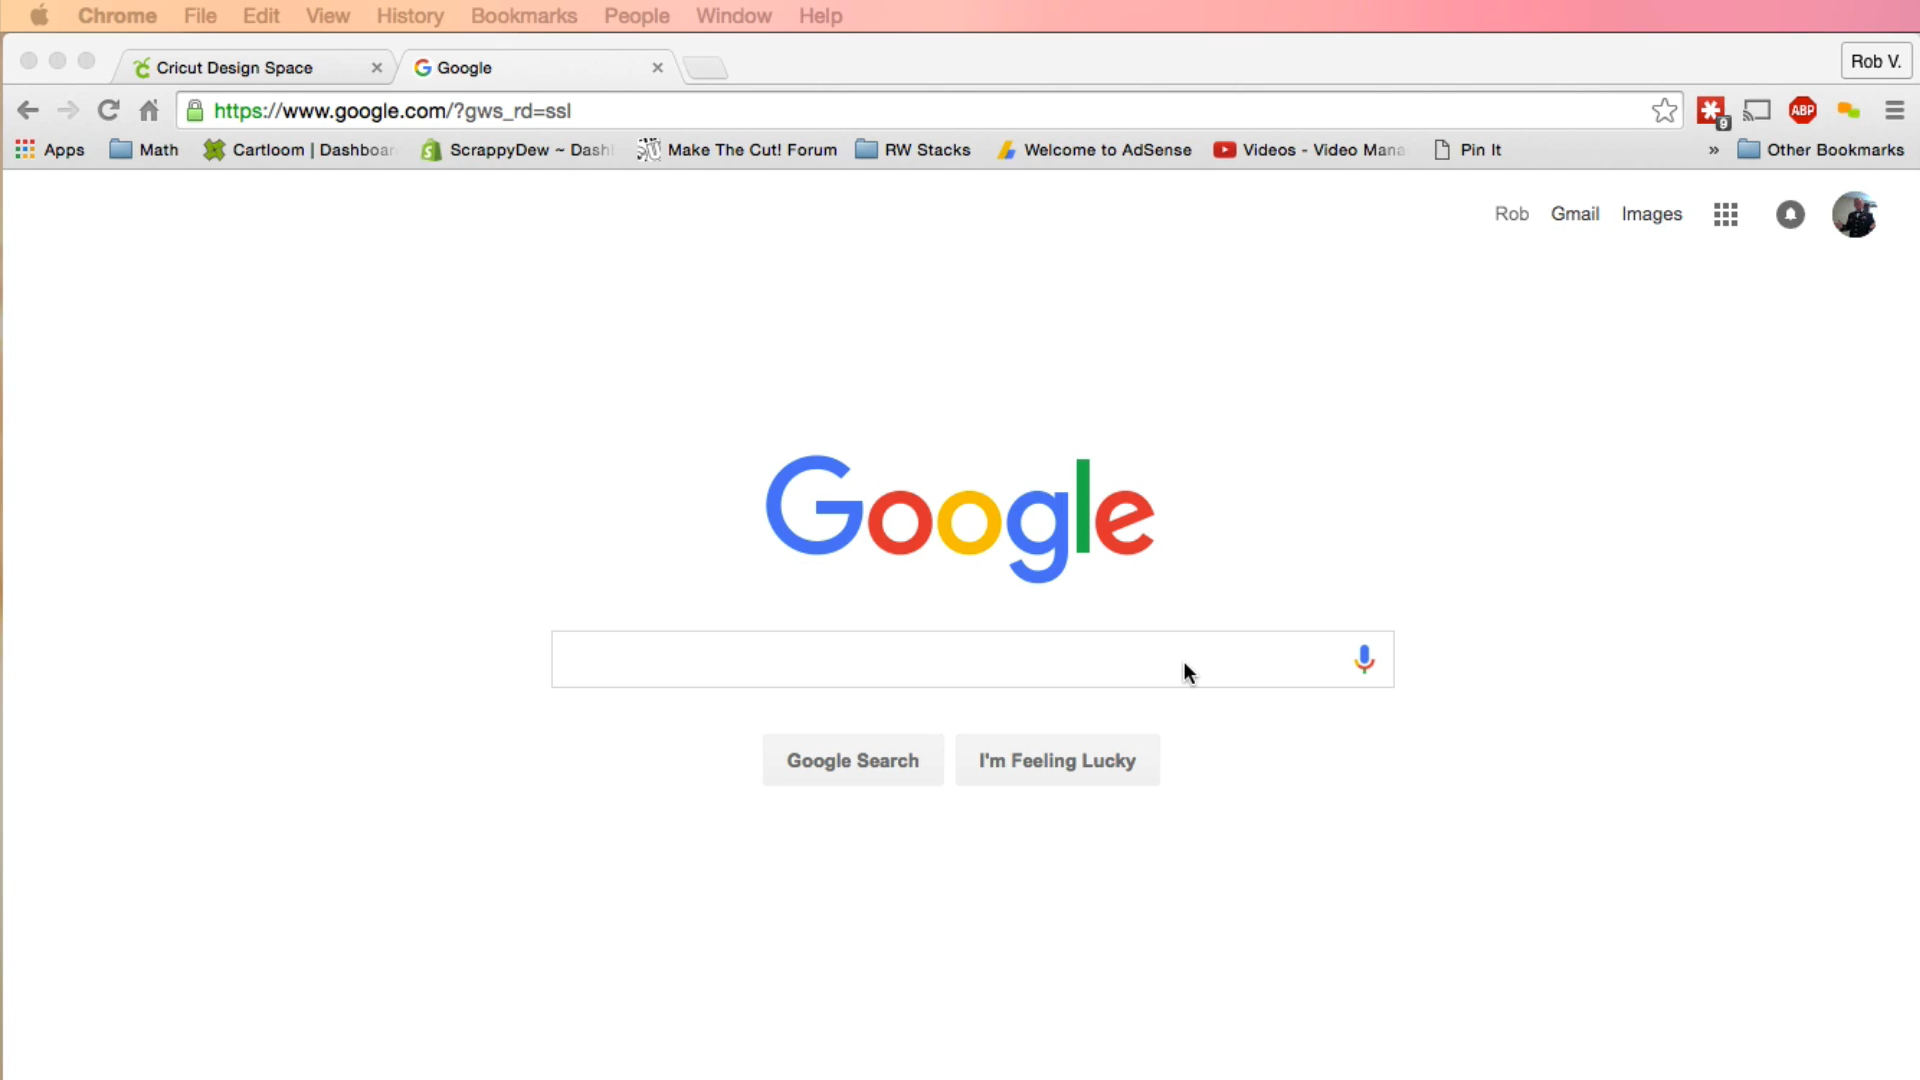 Chrome File Edit View History Bookmarks People Window Help
Cricut Design Space Google Rob V.
https://www.google.com/?gws_rd=ssl ABP 9
Apps Math Cartloom | Dashboar ScrappyDew ~ Dash Make The Cut! Forum RW Stacks Welcome to AdSense Videos - Video Mana Pin It » Other Bookmarks
Rob Gmail Images
Google
Google Search I'm Feeling Lucky